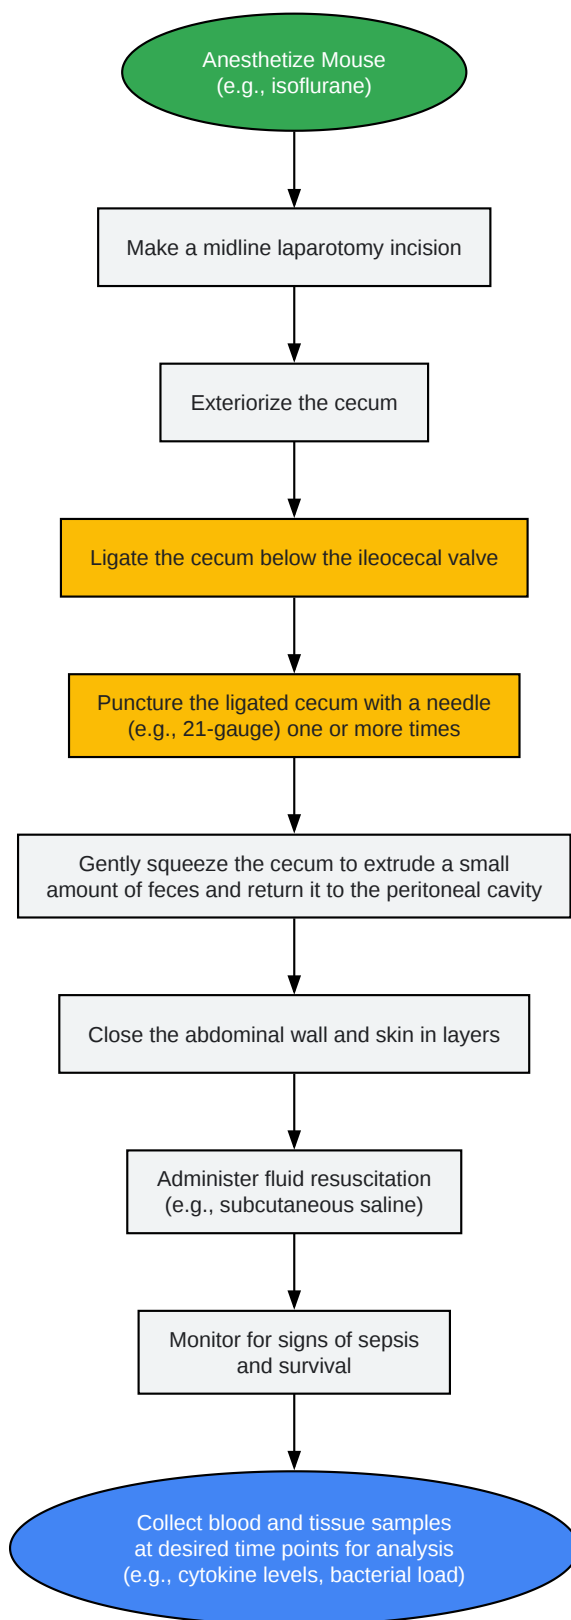 Anesthetize Mouse
(e.g., isoflurane)
Make a midline laparotomy incision
Exteriorize the cecum
Ligate the cecum below the ileocecal valve
Puncture the ligated cecum with a needle
(e.g., 21-gauge) one or more times
Gently squeeze the cecum to extrude a small
amount of feces and return it to the peritoneal cavity
Close the abdominal wall and skin in layers
Administer fluid resuscitation
(e.g., subcutaneous saline)
Monitor for signs of sepsis
and survival
Collect blood and tissue samples
at desired time points for analysis
(e.g., cytokine levels, bacterial load)